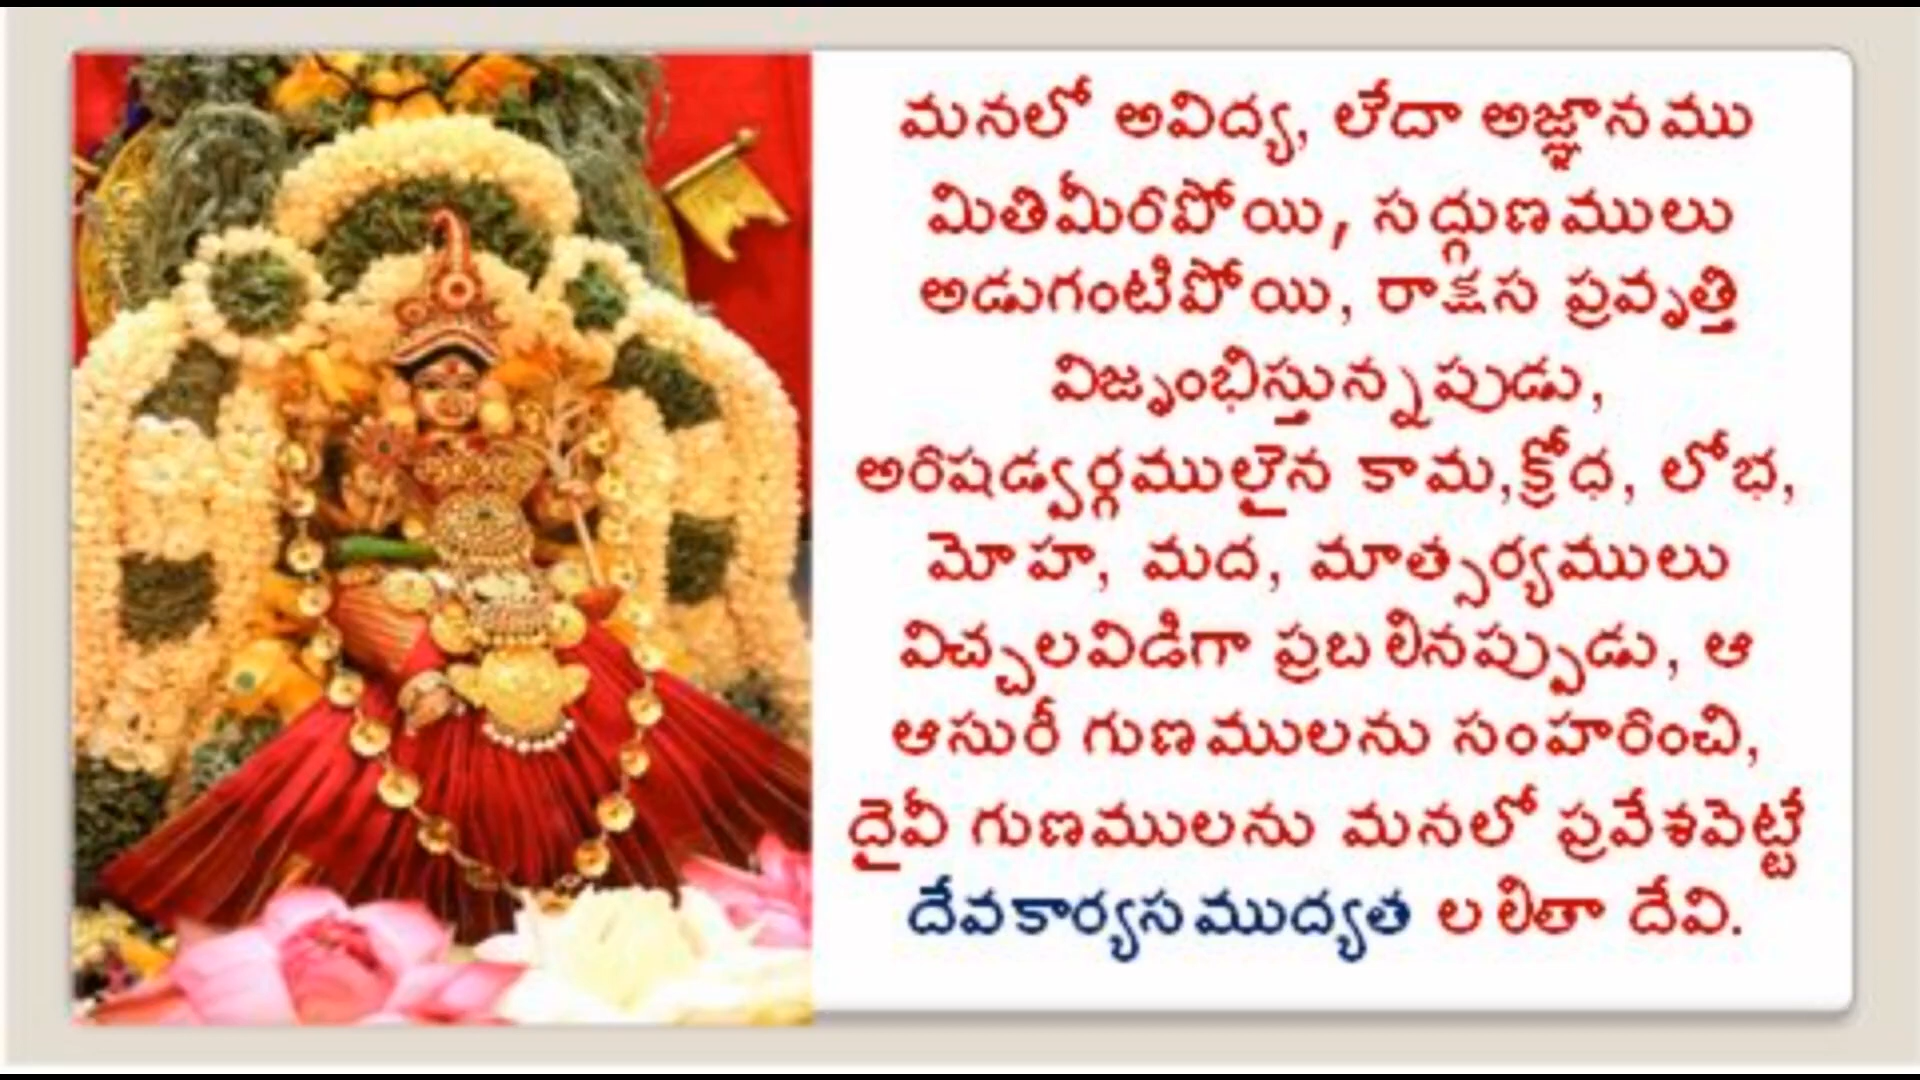 మనలో అవిద్య, లేదా అజ్ఞానము
మితిమీరిపోయి, సద్గుణములు
అడుగంటిపోయి, రాక్షస ప్రవృత్తి
విజృంభిస్తున్నపుడు,
అరిషడ్వర్గములైన కామ,క్రోధ, లోభ,
మోహ, మద, మాత్సర్యములు
విచ్చలవిడిగా ప్రబలినప్పుడు, ఆ
ఆసురీ గుణములను సంహరించి,
దైవీ గుణములను మనలో ప్రవేశపెట్టే
దేవకార్యసముద్యత లలితా దేవి.